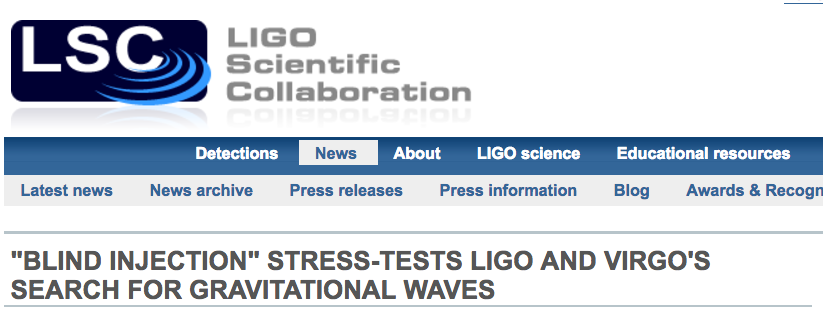 LSC
LIGO
Scientific
Collaboration
Detections News About LIGO science Educational resources
Latest news News archive Press releases Press information Blog Awards & Recogn
"BLIND INJECTION" STRESS-TESTS LIGO AND VIRGO'S
SEARCH FOR GRAVITATIONAL WAVES